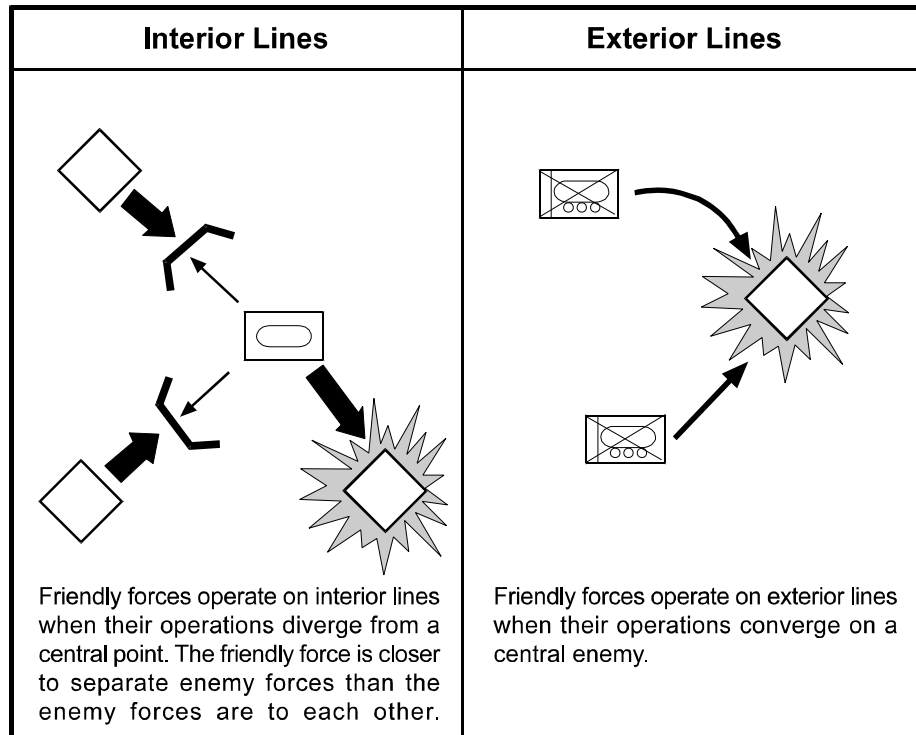 Interior Lines
Exterior Lines
Friendly forces operate on interior lines
when their operations diverge from a
central point. The friendly force is closer
to separate enemy forces than the
enemy forces are to each other.
Friendly forces operate on exterior lines
when their operations converge on a
central enemy.